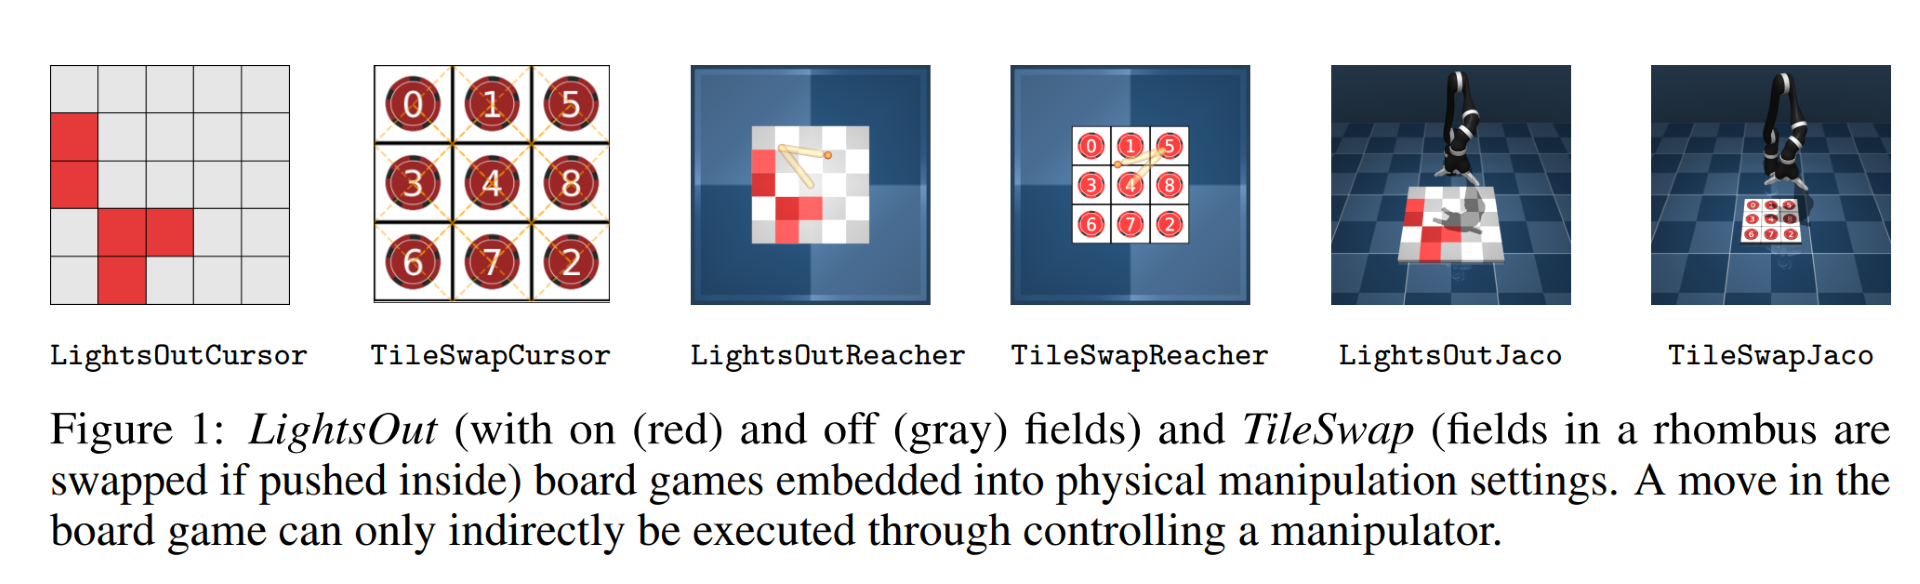 0 1 5
3 4 8
6 7 2
0 1 5
3 4 8
6 7 2
0 1 5
3 4 8
6 7 2
LightsOutCursor TileSwapCursor LightsOutReacher TileSwapReacher LightsOutJaco TileSwapJaco
Figure 1: LightsOut (with on (red) and off (gray) fields) and TileSwap (fields in a rhombus are
swapped if pushed inside) board games embedded into physical manipulation settings. A move in the
board game can only indirectly be executed through controlling a manipulator.